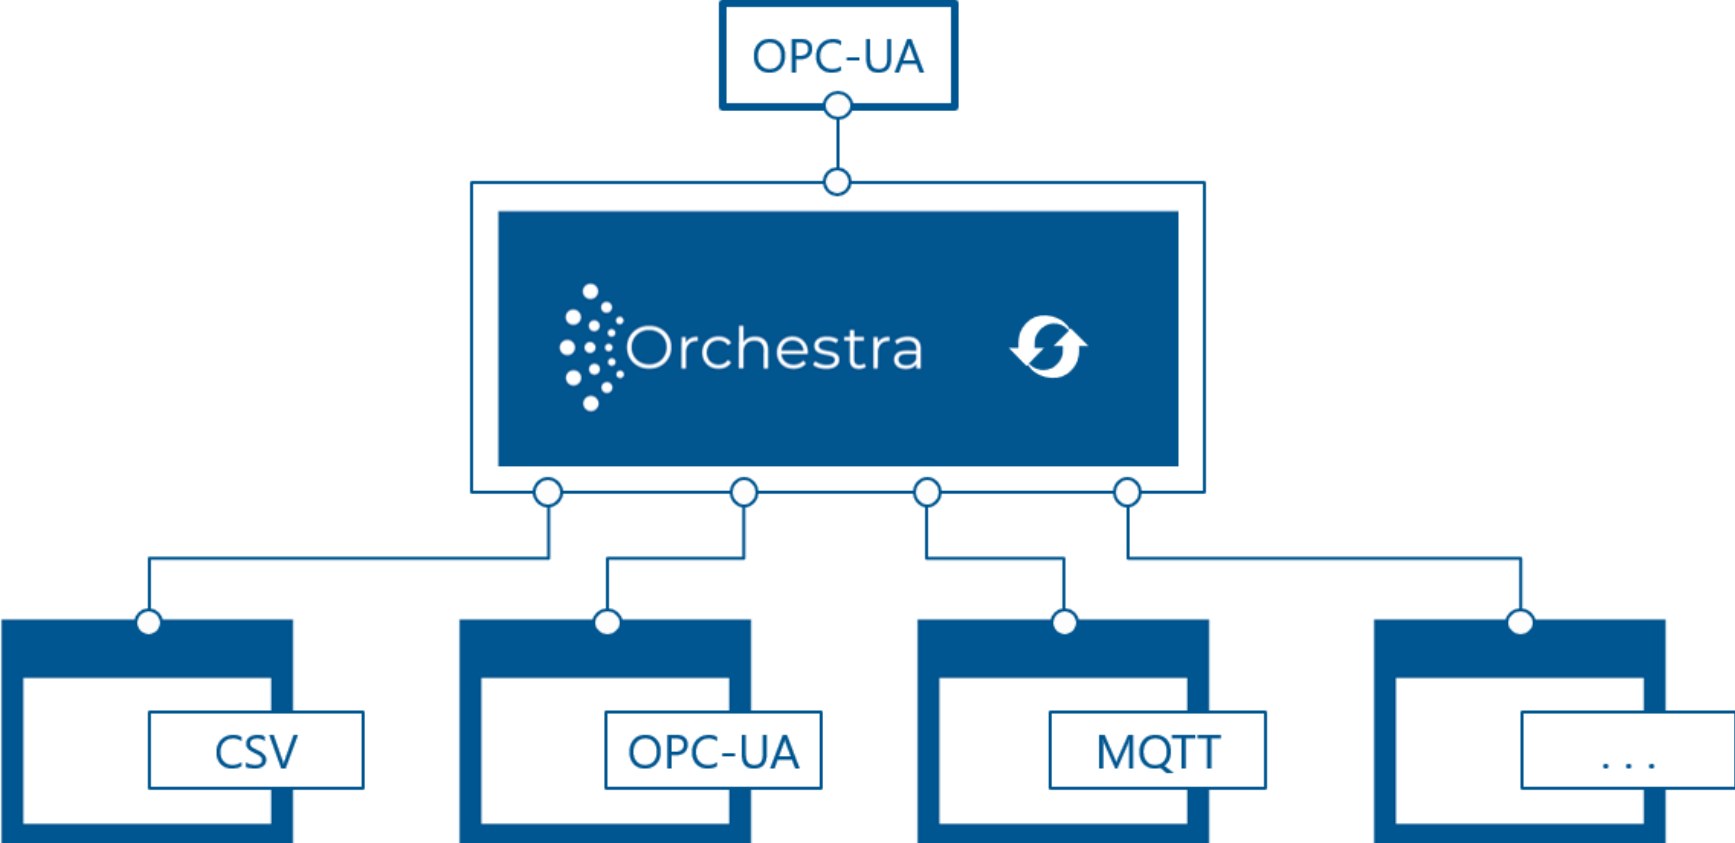 OPC-UA
Orchestra
CSV
OPC-UA
MQTT
...